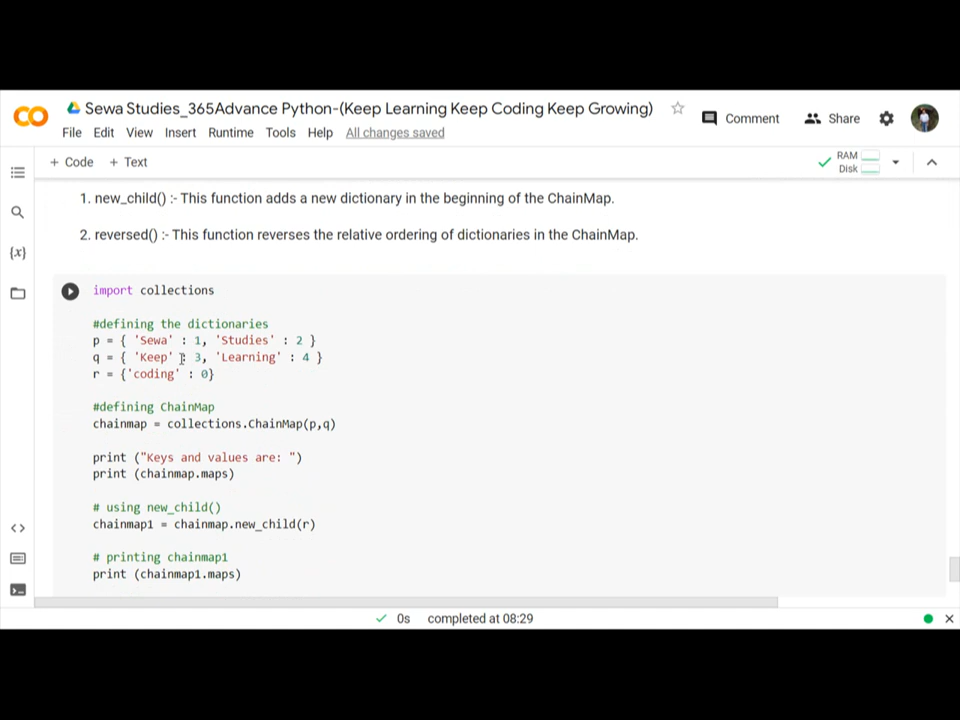 Sewa Studies_365Advance Python-(Keep Learning Keep Coding Keep Growing)
File Edit View Insert Runtime Tools Help All changes saved
Comment Share
+ Code + Text
RAM
Disk
1. new_child() :- This function adds a new dictionary in the beginning of the ChainMap.
2. reversed() :- This function reverses the relative ordering of dictionaries in the ChainMap.
{x}
import collections
#defining the dictionaries
p = { 'Sewa' : 1, 'Studies' : 2 }
q = { 'Keep' : 3, 'Learning' : 4 }
r = {'coding' : 0}
#defining ChainMap
chainmap = collections.ChainMap(p,q)
print ("Keys and values are: ")
print (chainmap.maps)
# using new_child()
chainmap1 = chainmap.new_child(r)
# printing chainmap1
print (chainmap1.maps)
0s completed at 08:29